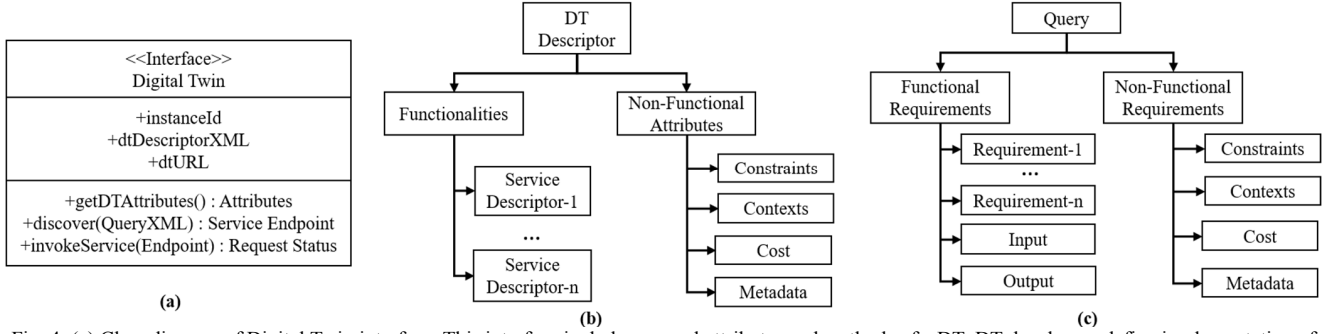 <<Interface>>
Digital Twin
+instanceId
+dtDescriptorXML
+dtURL
+getDTAttributes() : Attributes
+discover(QueryXML) : Service Endpoint
+invokeService(Endpoint) : Request Status
(a)
DT
Descriptor
Functionalities
Non-Functional
Attributes
Service
Descriptor-1
...
Service
Descriptor-n
Constraints
Contexts
Cost
Metadata
(b)
Query
Functional
Requirements
Non-Functional
Requirements
Requirement-1
...
Requirement-n
Input
Output
Constraints
Contexts
Cost
Metadata
(c)